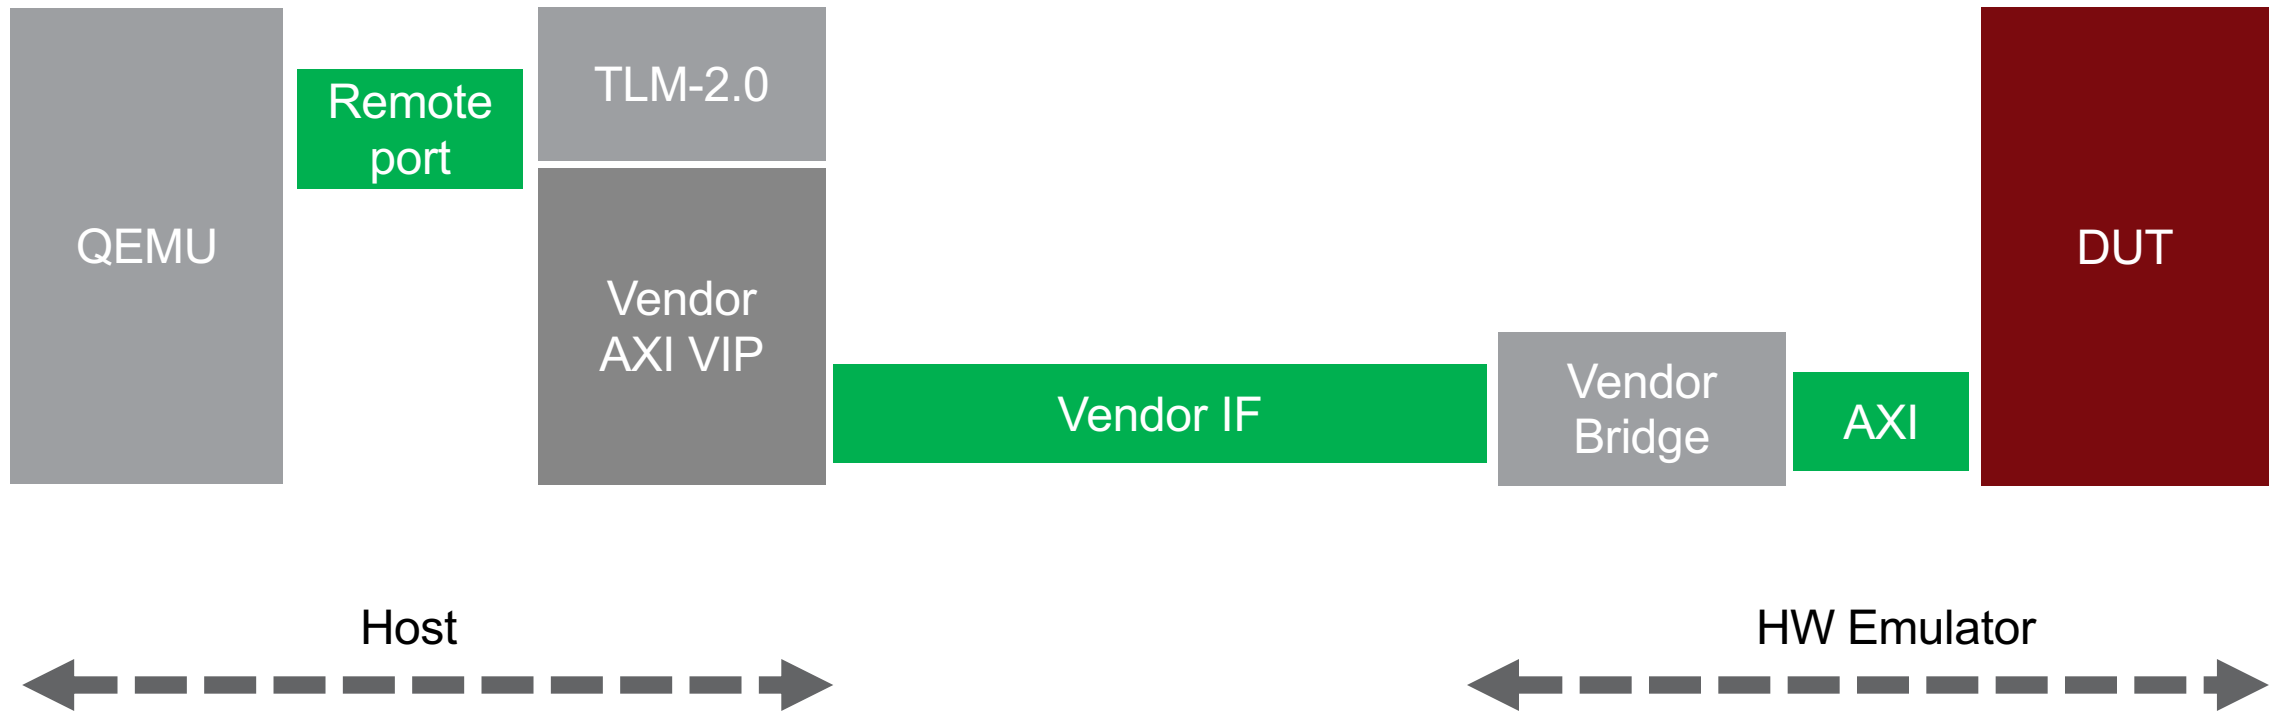 QEMU
Remote
port
TLM-2.0
Vendor
AXI VIP
Vendor IF
Vendor
Bridge
AXI
DUT
Host
HW Emulator